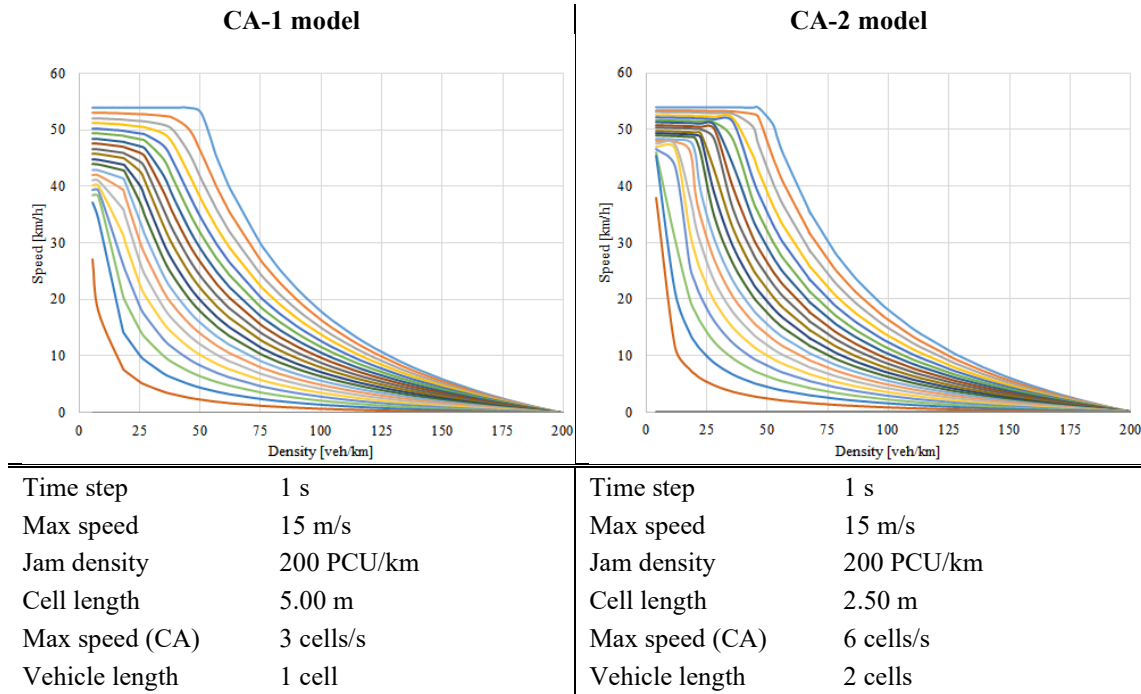 CA-1 model
CA-2 model
60
50
40
30
20
10
0
Speed [km/h]
0 25 50 75 100 125 150 175 200
Density [veh/km]
60
50
40
30
20
10
0
Speed [km/h]
0 25 50 75 100 125 150 175 200
Density [veh/km]
Time step 1 s
Max speed 15 m/s
Jam density 200 PCU/km
Cell length 5.00 m
Max speed (CA) 3 cells/s
Vehicle length 1 cell
Time step 1 s
Max speed 15 m/s
Jam density 200 PCU/km
Cell length 2.50 m
Max speed (CA) 6 cells/s
Vehicle length 2 cells